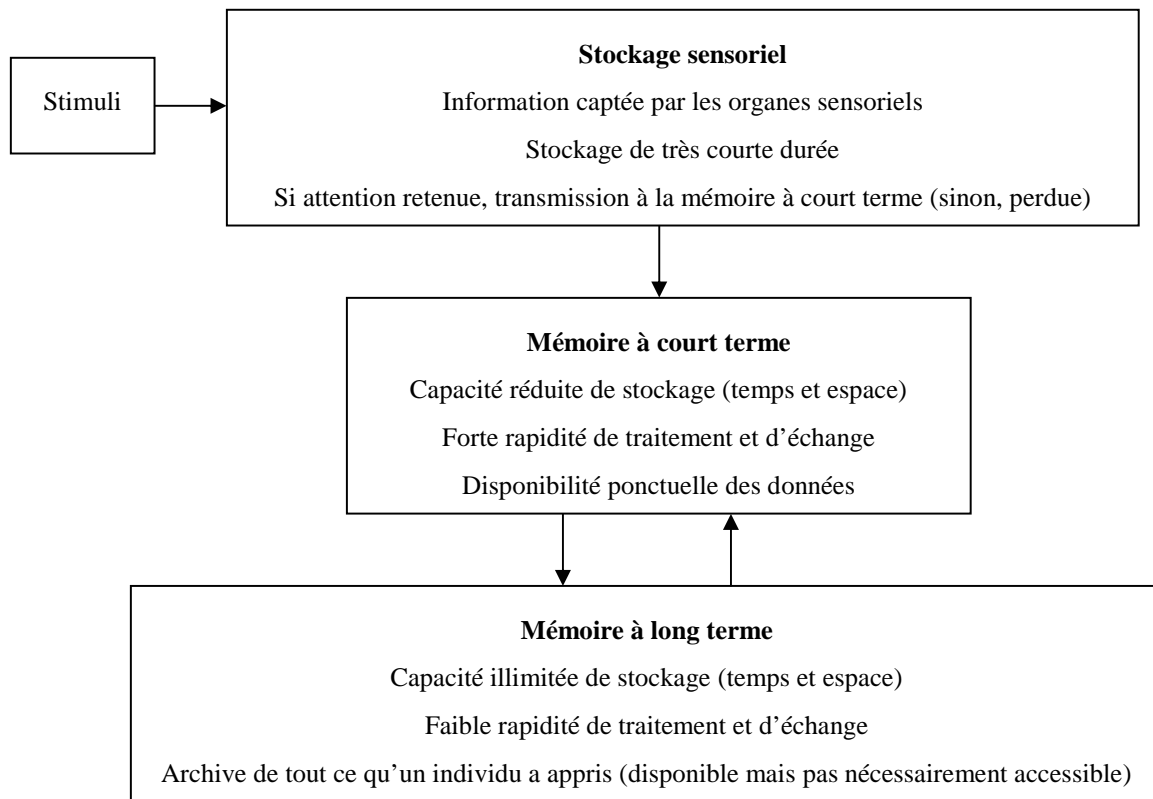 Stockage sensoriel
Stimuli
Information captée par les organes sensoriels
Stockage de très courte durée
Si attention retenue, transmission à la mémoire à court terme (sinon, perdue)
Mémoire à court terme
Capacité réduite de stockage (temps et espace)
Forte rapidité de traitement et d’échange
Disponibilité ponctuelle des données
Mémoire à long terme
Capacité illimitée de stockage (temps et espace)
Faible rapidité de traitement et d’échange
Archive de tout ce qu’un individu a appris (disponible mais pas nécessairement accessible)